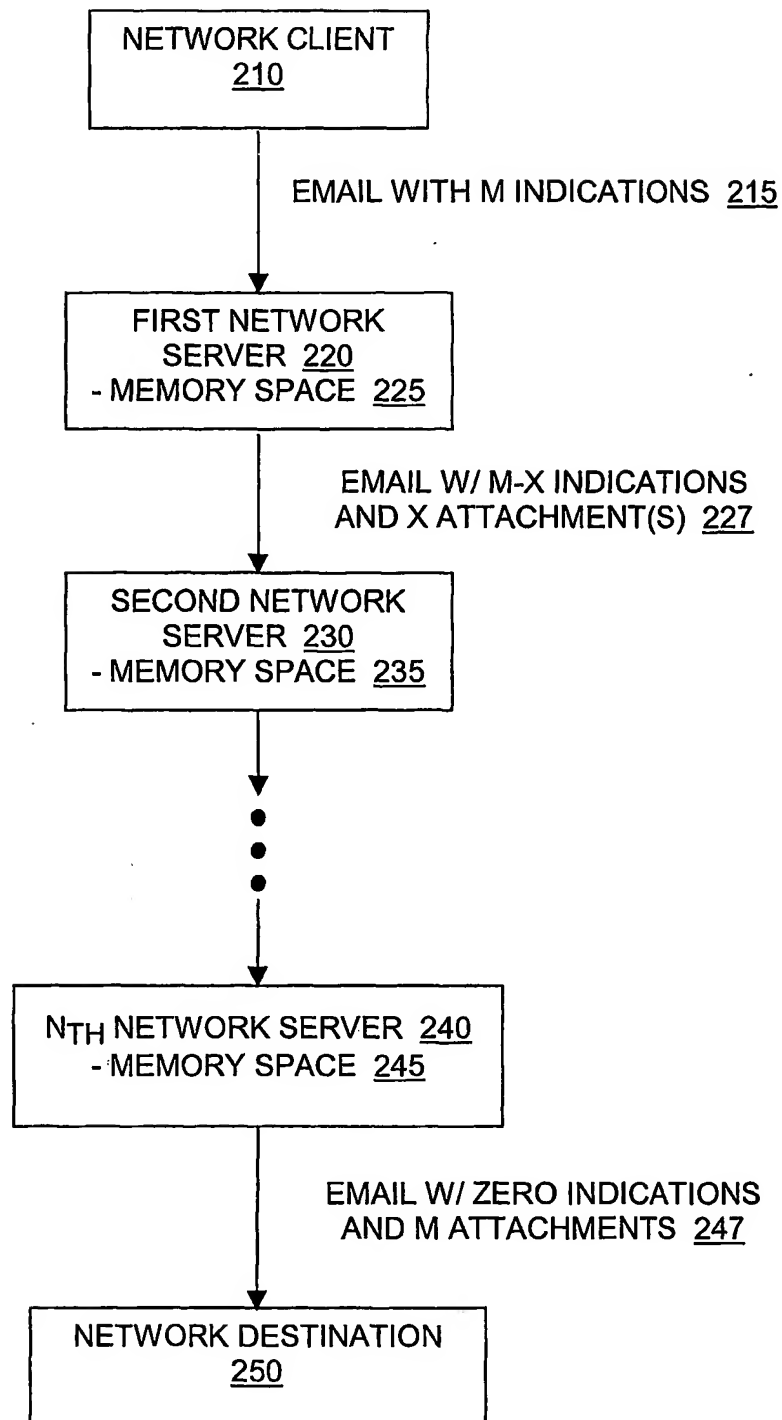 NETWORK CLIENT
210
EMAIL WITH M INDICATIONS 215
FIRST NETWORK
SERVER 220
- MEMORY SPACE 225
EMAIL W/ M-X INDICATIONS
AND X ATTACHMENT(S) 227
SECOND NETWORK
SERVER 230
- MEMORY SPACE 235
NTH NETWORK SERVER 240
- MEMORY SPACE 245
EMAIL W/ ZERO INDICATIONS
AND M ATTACHMENTS 247
NETWORK DESTINATION
250